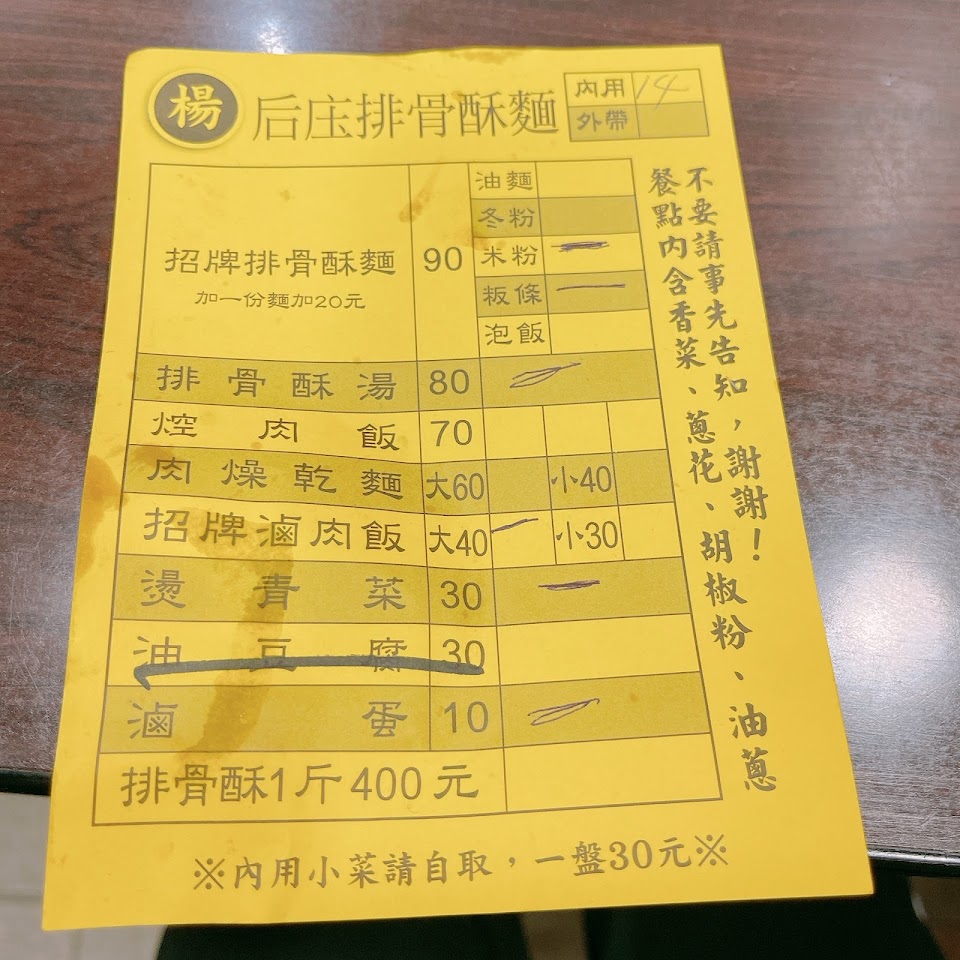 楊
后庄排骨酥麵
內用 14
外帶
招牌排骨酥麵 90
加一份麵加20元
油麵
冬粉
米粉
粄條
泡飯
排骨酥湯 80
焢肉飯 70
肉燥乾麵 大60 小40
招牌滷肉飯 大40 小30
燙青菜 30
油豆腐 30
滷蛋 10
排骨酥1斤400元
不要請事先告知，謝謝！
餐點內含香菜、蔥花、胡椒粉、油蔥
※內用小菜請自取，一盤30元※